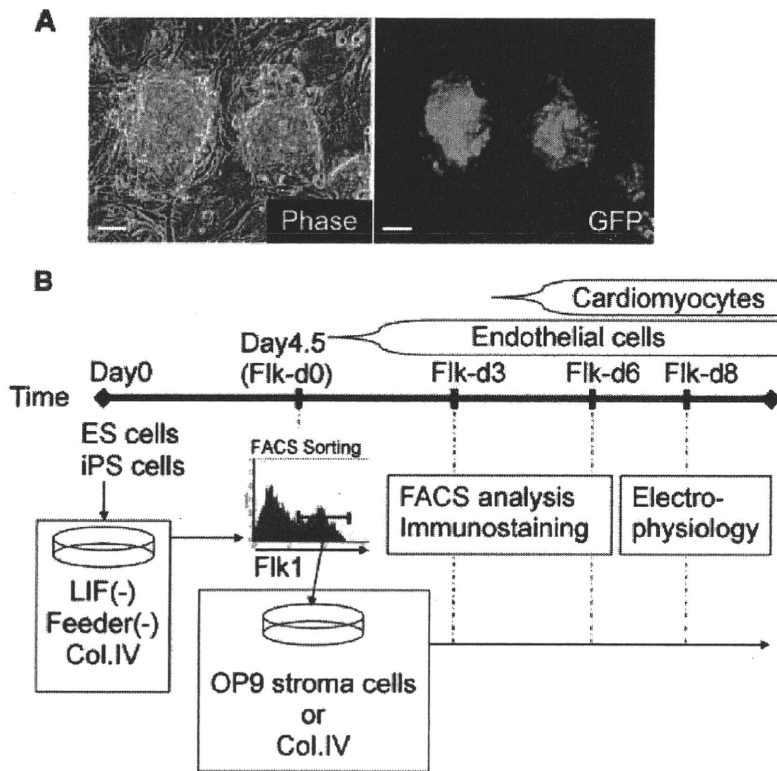 A
Phase
GFP
B
Cardiomyocytes
Endothelial cells
Day4.5
(Flk-d0)
Day0
Flk-d3
Flk-d6
Flk-d8
Time
ES cells
iPS cells
FACS Sorting
Flk1
FACS analysis
Immunostaining
Electro-
physiology
LIF(-)
Feeder(-)
Col.IV
OP9 stroma cells
or
Col.IV